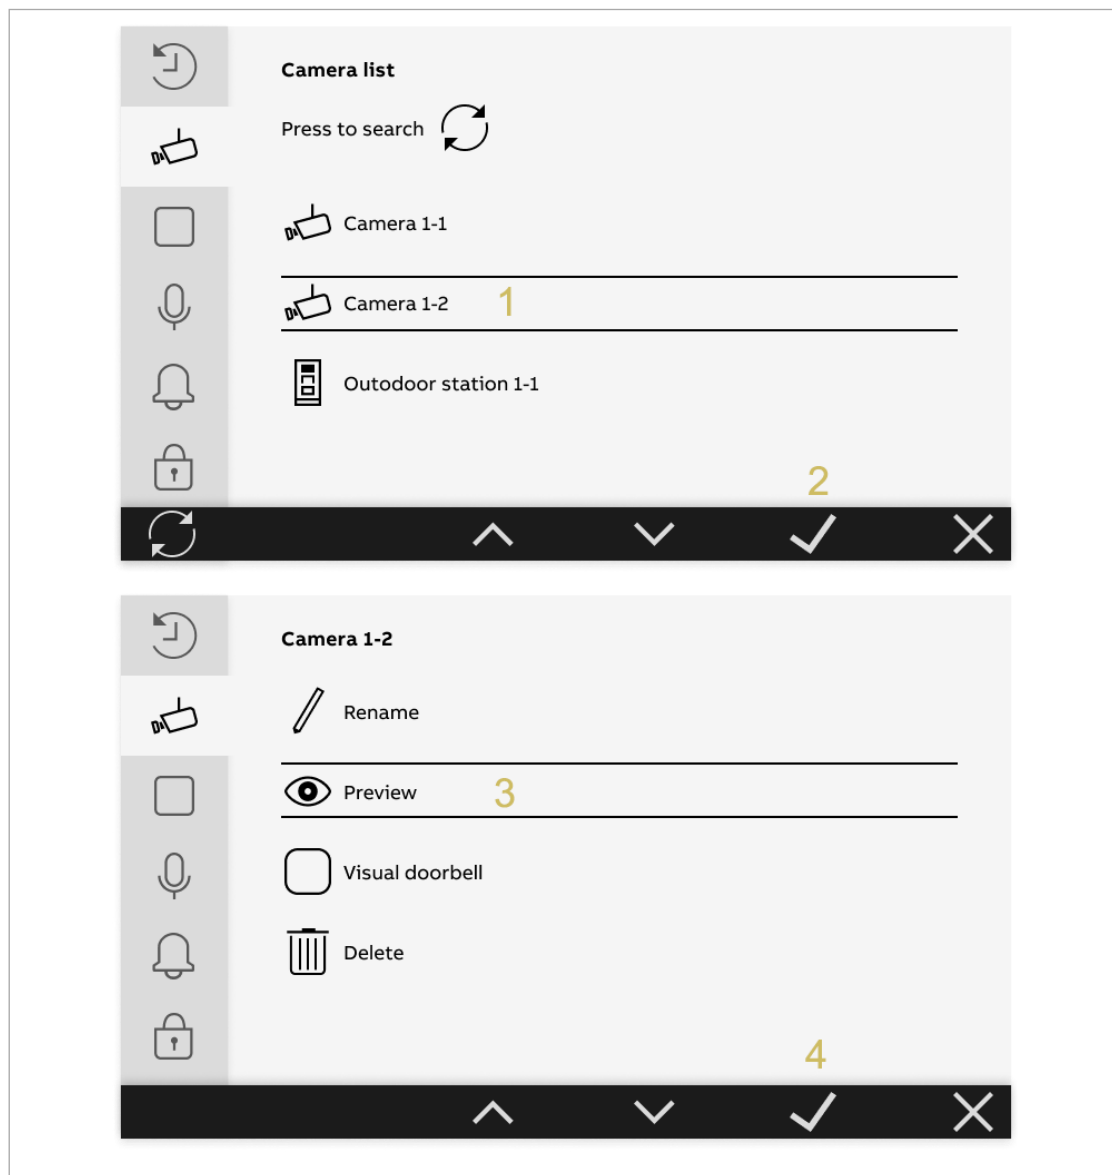 Camera list
Press to search
Camera 1-1
Camera 1-2 1
Outodoor station 1-1
2
Camera 1-2
Rename
Preview 3
Visual doorbell
Delete
4